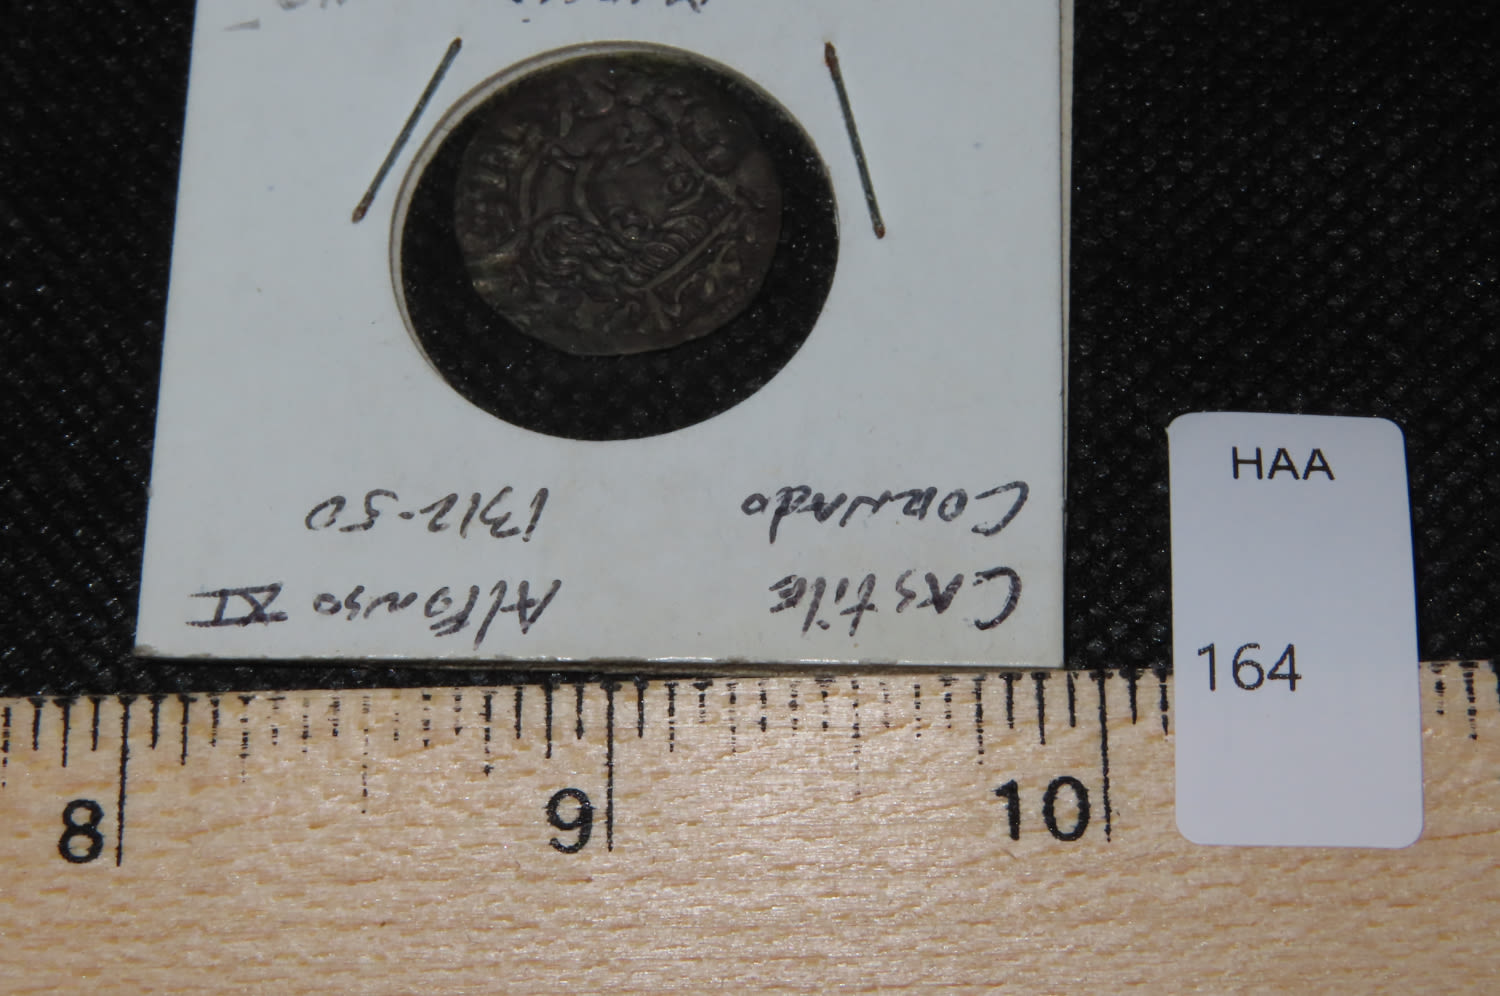 Castile Alfonso XI
Cornado 1312-50
HAA
164
8 9 10